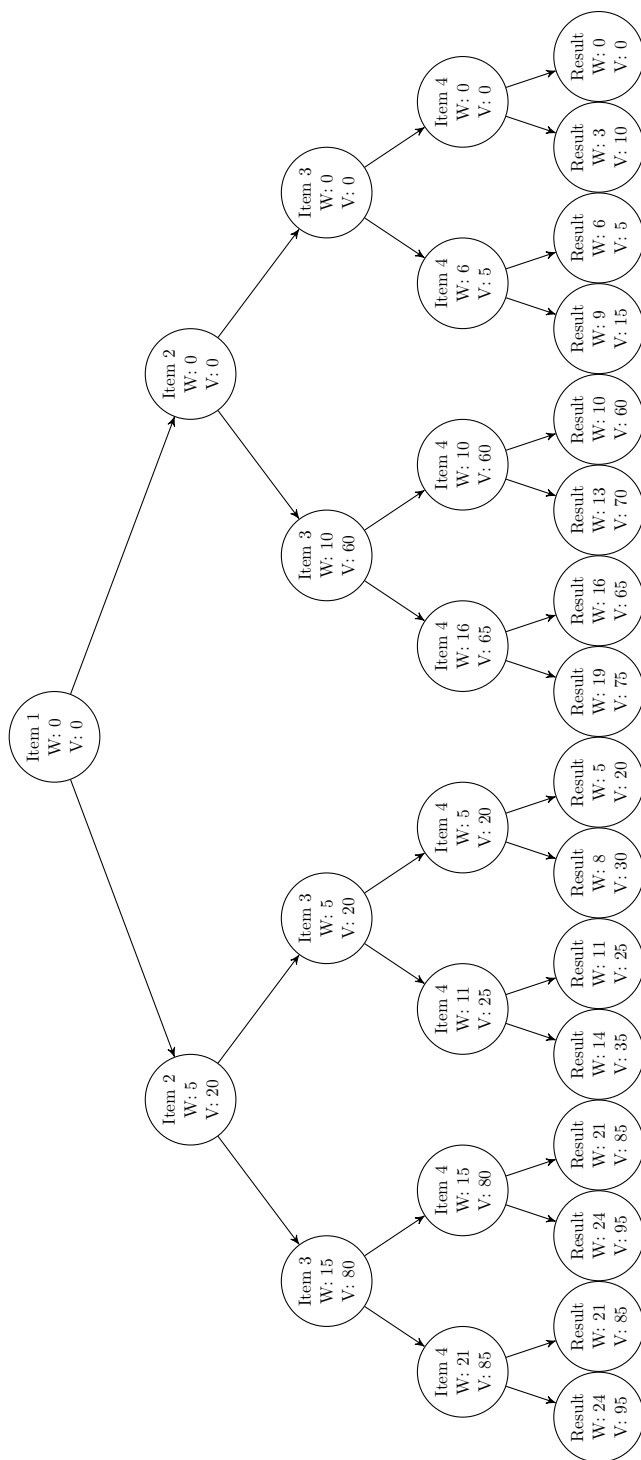 Item 1
W: 0
V: 0
Item 2
W: 5
V: 20
Item 2
W: 0
V: 0
Item 3
W: 15
V: 80
Item 3
W: 5
V: 20
Item 3
W: 10
V: 60
Item 3
W: 0
V: 0
Item 4
W: 21
V: 85
Item 4
W: 15
V: 80
Item 4
W: 11
V: 25
Item 4
W: 5
V: 20
Item 4
W: 16
V: 65
Item 4
W: 10
V: 60
Item 4
W: 6
V: 5
Item 4
W: 0
V: 0
Result
W: 24
V: 95
Result
W: 21
V: 85
Result
W: 24
V: 95
Result
W: 21
V: 85
Result
W: 14
V: 35
Result
W: 11
V: 25
Result
W: 8
V: 30
Result
W: 5
V: 20
Result
W: 19
V: 75
Result
W: 16
V: 65
Result
W: 13
V: 70
Result
W: 10
V: 60
Result
W: 9
V: 15
Result
W: 6
V: 5
Result
W: 3
V: 10
Result
W: 0
V: 0